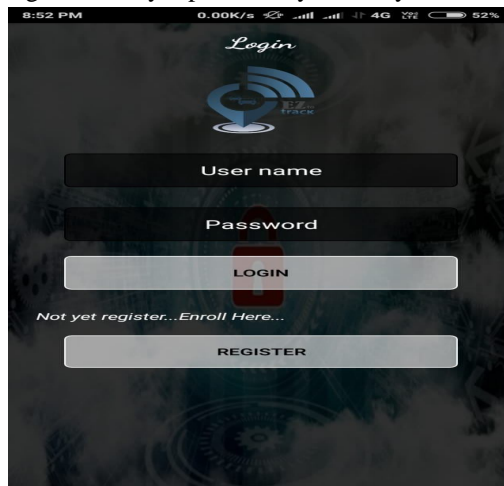 8:52 PM 0.00K/s 4G VoLTE 52%
Login
EZ
track
User name
Password
LOGIN
Not yet register...Enroll Here...
REGISTER